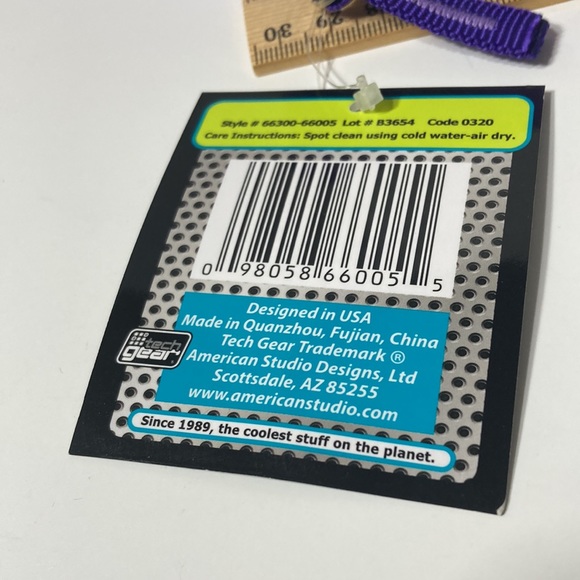 30 29
Style # 66300-66005 Lot # B3654 Code 0320
Care Instructions: Spot clean using cold water-air dry.
0 98058 66005 5
Designed in USA
Made in Quanzhou, Fujian, China
Tech Gear Trademark ®
American Studio Designs, Ltd
Scottsdale, AZ 85255
www.americanstudio.com
tech
gear
Since 1989, the coolest stuff on the planet.